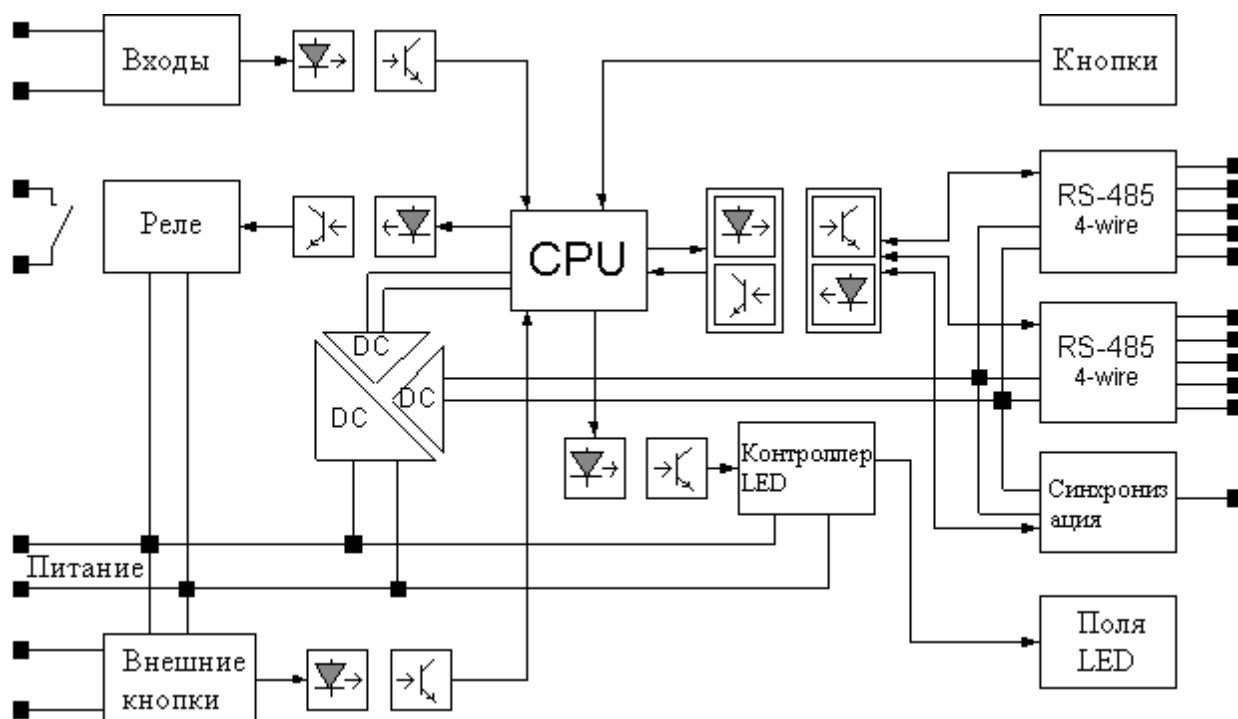 Входы
Кнопки
Реле
CPU
RS-485
4-wire
DC
DC
DC
RS-485
4-wire
Контроллер
LED
Синхрониз
ация
Питание
Поля
LED
Внешние
кнопки